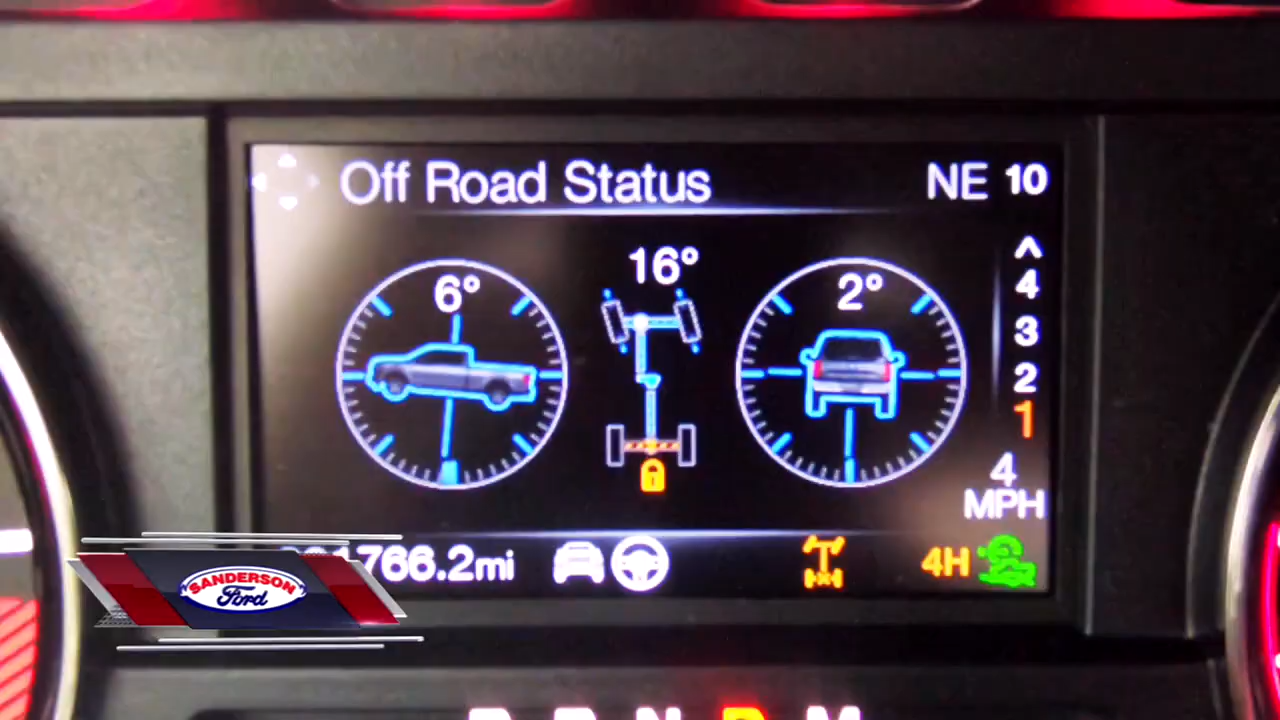 Off Road Status
NE 10
6°
16°
2°
4
3
2
1
4
MPH
766.2mi
4H
SANDERSON
Ford